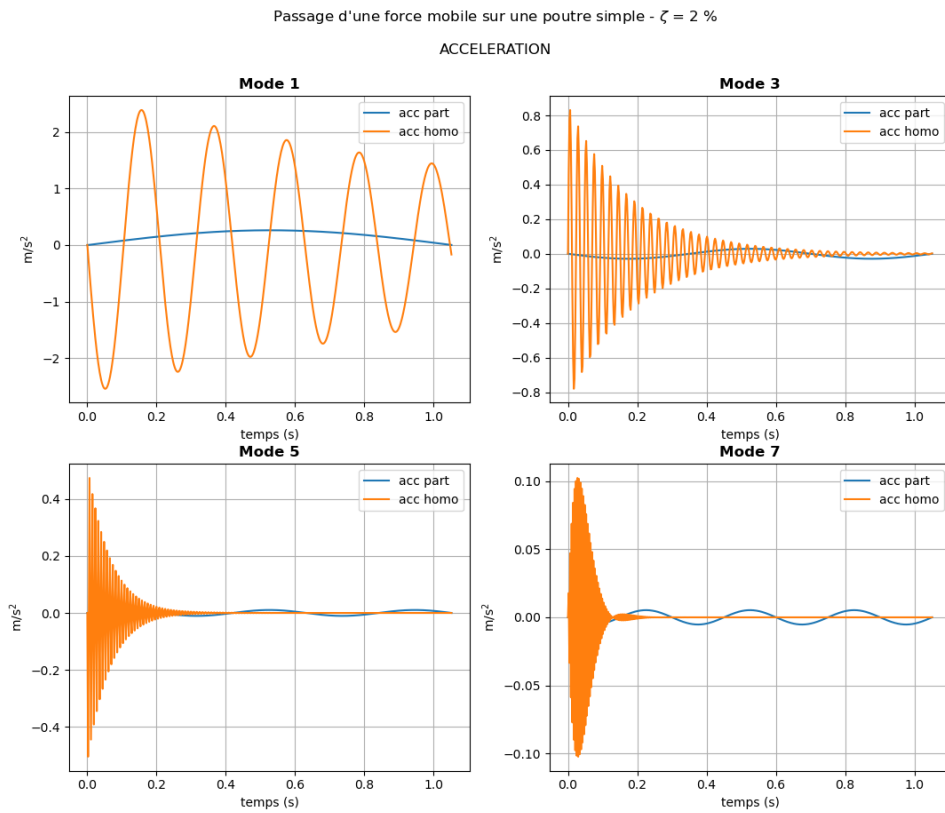 Passage d'une force mobile sur une poutre simple - ζ = 2 %
ACCELERATION
Mode 1
acc part
acc homo
2
1
0
−1
−2
m/s²
0.0 0.2 0.4 0.6 0.8 1.0
temps (s)
Mode 3
acc part
acc homo
0.8
0.6
0.4
0.2
0.0
−0.2
−0.4
−0.6
−0.8
m/s²
0.0 0.2 0.4 0.6 0.8 1.0
temps (s)
Mode 5
acc part
acc homo
0.4
0.2
0.0
−0.2
−0.4
m/s²
0.0 0.2 0.4 0.6 0.8 1.0
temps (s)
Mode 7
acc part
acc homo
0.10
0.05
0.00
−0.05
−0.10
m/s²
0.0 0.2 0.4 0.6 0.8 1.0
temps (s)